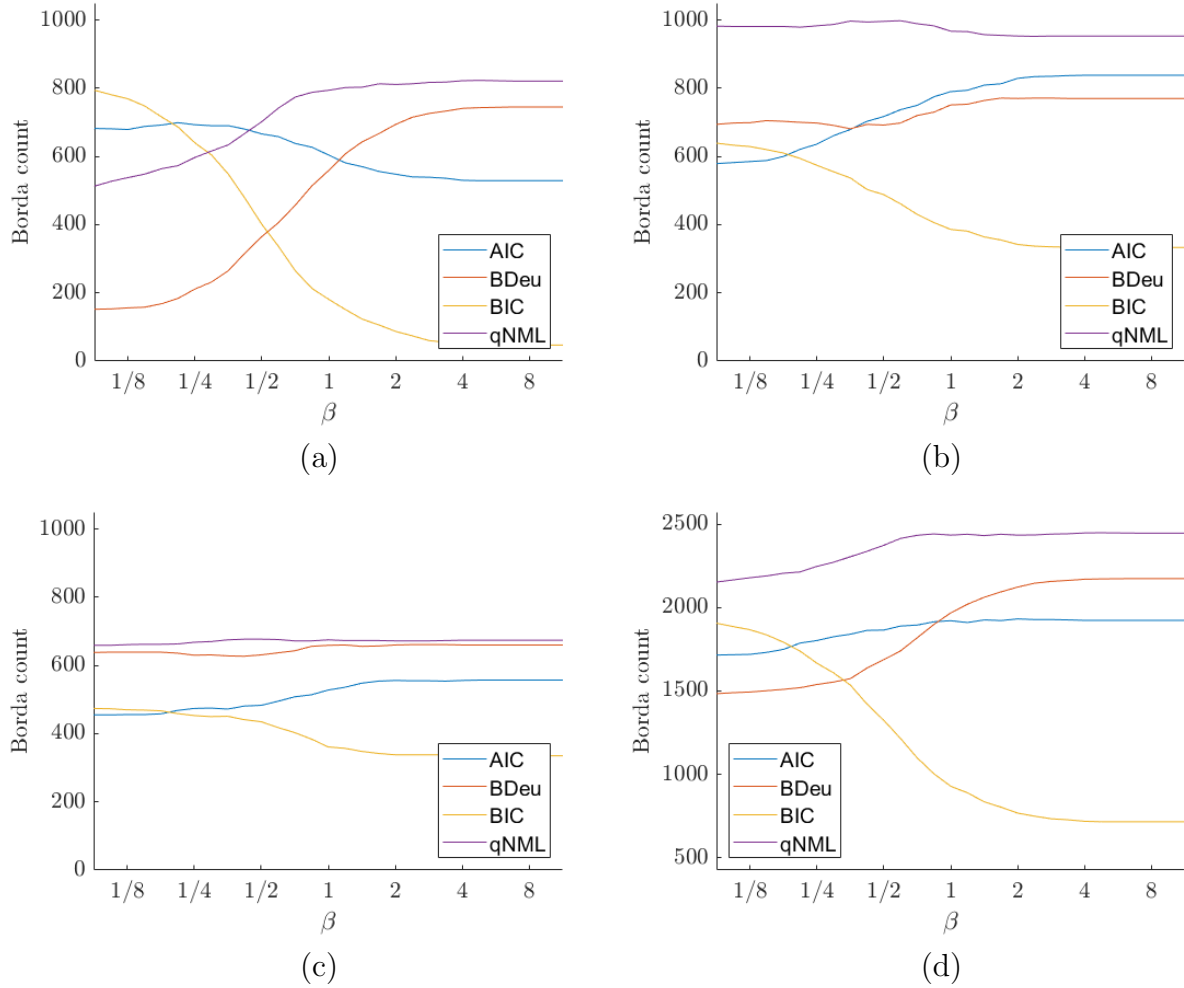 1000
800
600
400
200
0
Borda count
1/8 1/4 1/2 1 2 4 8
β
AIC
BDeu
BIC
qNML
(a)
1000
800
600
400
200
0
Borda count
1/8 1/4 1/2 1 2 4 8
β
AIC
BDeu
BIC
qNML
(b)
1000
800
600
400
200
0
Borda count
1/8 1/4 1/2 1 2 4 8
β
AIC
BDeu
BIC
qNML
(c)
2500
2000
1500
1000
500
Borda count
1/8 1/4 1/2 1 2 4 8
β
AIC
BDeu
BIC
qNML
(d)